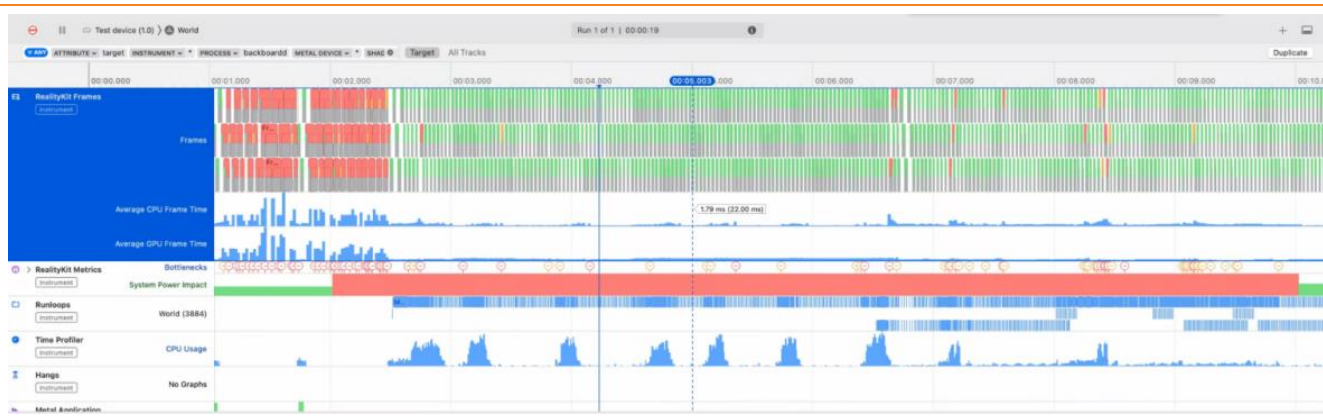 Test device (1.0) 〉 World
Run 1 of 1 | 00:00:19
ANY ATTRIBUTE target INSTRUMENT * PROCESS backboardd METAL DEVICE * Target All Tracks
Duplicate
00:00.000 00:01.000 00:02.000 00:03.000 00:04.000 00:05.003 .000 00:06.000 00:07.000 00:08.000 00:09.000
RealityKit Frames
Instrument
Frames
Fr...
Fr...
Average CPU Frame Time
1.79 ms (22.00 ms)
Average GPU Frame Time
RealityKit Metrics
Bottlenecks
Instrument
System Power Impact
Runloops
Instrument
World (3884)
Time Profiler
Instrument
CPU Usage
Hangs
Instrument
No Graphs
Metal Application